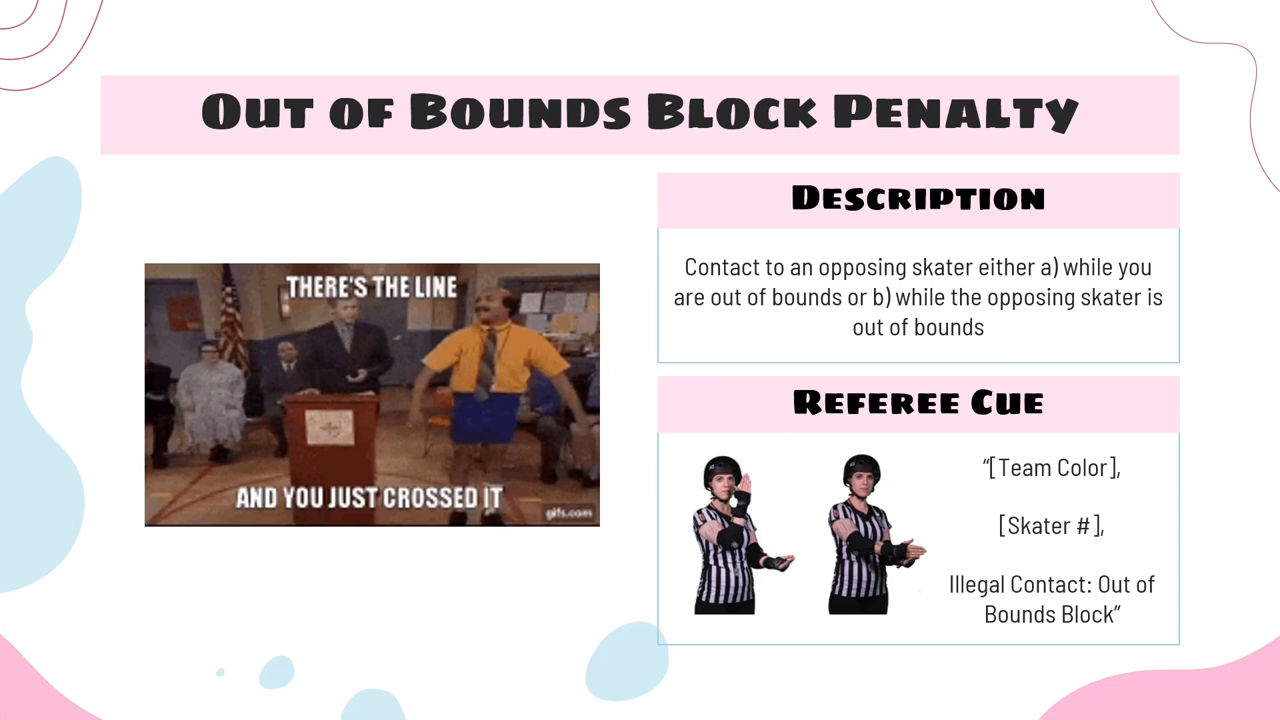 Out of Bounds Block Penalty
THERE'S THE LINE
AND YOU JUST CROSSED IT
gifs.com
Description
Contact to an opposing skater either a) while you
are out of bounds or b) while the opposing skater is
out of bounds
Referee Cue
“[Team Color],
[Skater #],
Illegal Contact: Out of
Bounds Block”